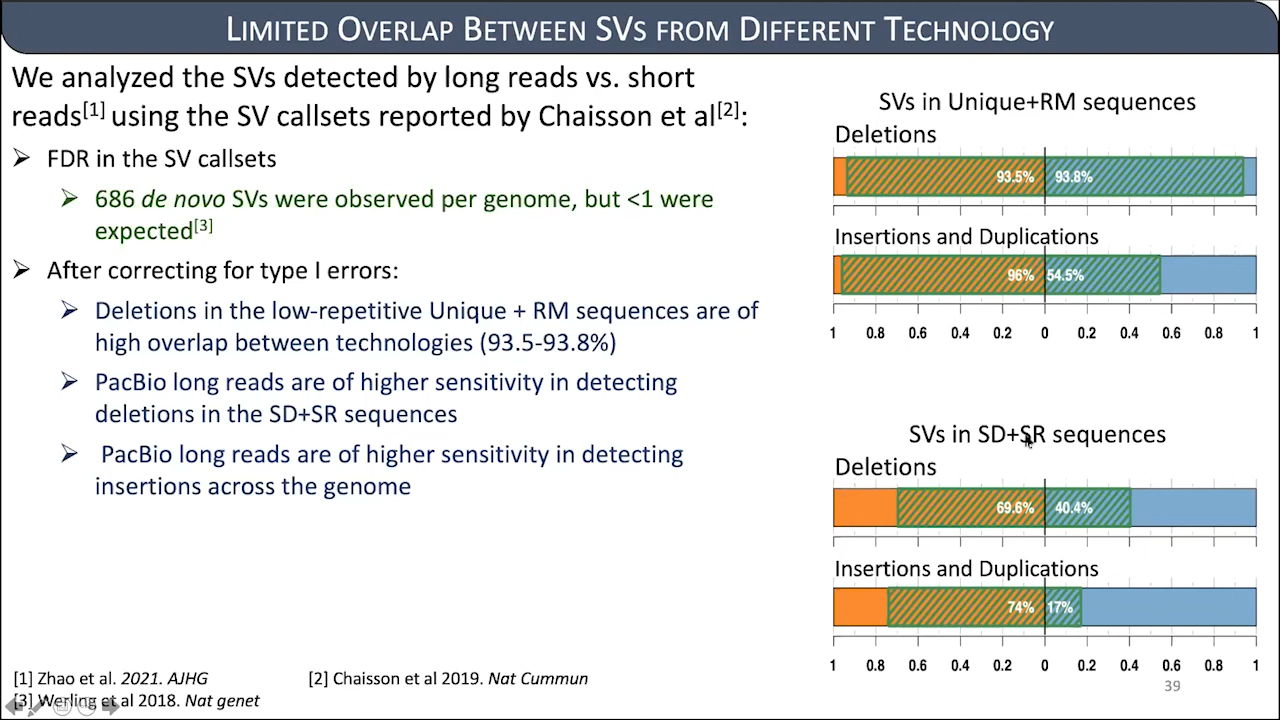 LIMITED OVERLAP BETWEEN SVS FROM DIFFERENT TECHNOLOGY
We analyzed the SVs detected by long reads vs. short
reads[1] using the SV callsets reported by Chaisson et al[2]:
➢ FDR in the SV callsets
➢ 686 de novo SVs were observed per genome, but <1 were
expected[3]
➢ After correcting for type I errors:
➢ Deletions in the low-repetitive Unique + RM sequences are of
high overlap between technologies (93.5-93.8%)
➢ PacBio long reads are of higher sensitivity in detecting
deletions in the SD+SR sequences
➢ PacBio long reads are of higher sensitivity in detecting
insertions across the genome
SVs in Unique+RM sequences
Deletions
93.5% 93.8%
Insertions and Duplications
96% 54.5%
1 0.8 0.6 0.4 0.2 0 0.2 0.4 0.6 0.8 1
SVs in SD+SR sequences
Deletions
69.6% 40.4%
Insertions and Duplications
74% 17%
1 0.8 0.6 0.4 0.2 0 0.2 0.4 0.6 0.8 1
[1] Zhao et al. 2021. AJHG [2] Chaisson et al 2019. Nat Cummun
[3] Werling et al 2018. Nat genet
39